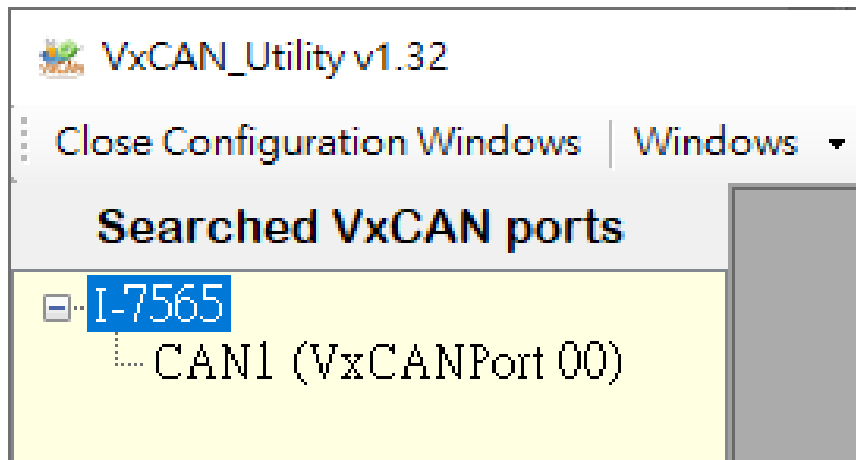 VxCAN_Utility v1.32
Close Configuration Windows Windows
Searched VxCAN ports
I-7565
CAN1 (VxCANPort 00)